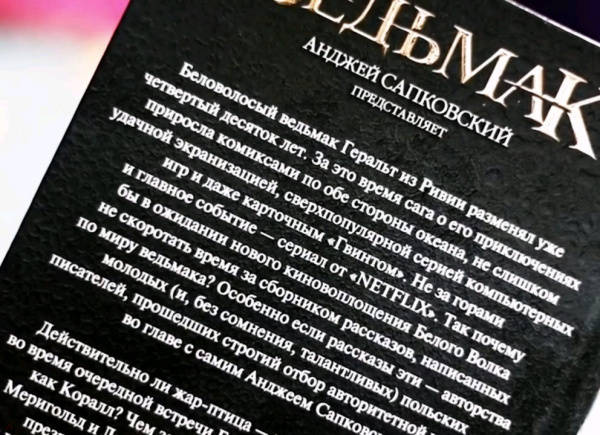 ВЕДЬМАК
АНДЖЕЙ САПКОВСКИЙ
ПРЕДСТАВЛЯЕТ
Беловолосый ведьмак Геральт из Ривии разменял уже
четвертый десяток лет. За это время сага о его приключениях
приросла комиксами по обе стороны океана, не слишком
удачной экранизацией, сверхпопулярной серией компьютерных
игр и даже карточным «Гвинтом». Не за горами
и главное событие — сериал от «NETFLIX». Так почему
бы в ожидании нового киновоплощения Белого Волка
не скоротать время за сборником рассказов, написанных
по миру ведьмака? Особенно если рассказы эти — авторства
молодых (и, без сомнения, талантливых) польских
писателей, прошедших строгий отбор авторитетной
во главе с самим Анджеем
Действительно ли жар-птица —
во время очередной встречи
как Коралл? Чем
Меригольд и